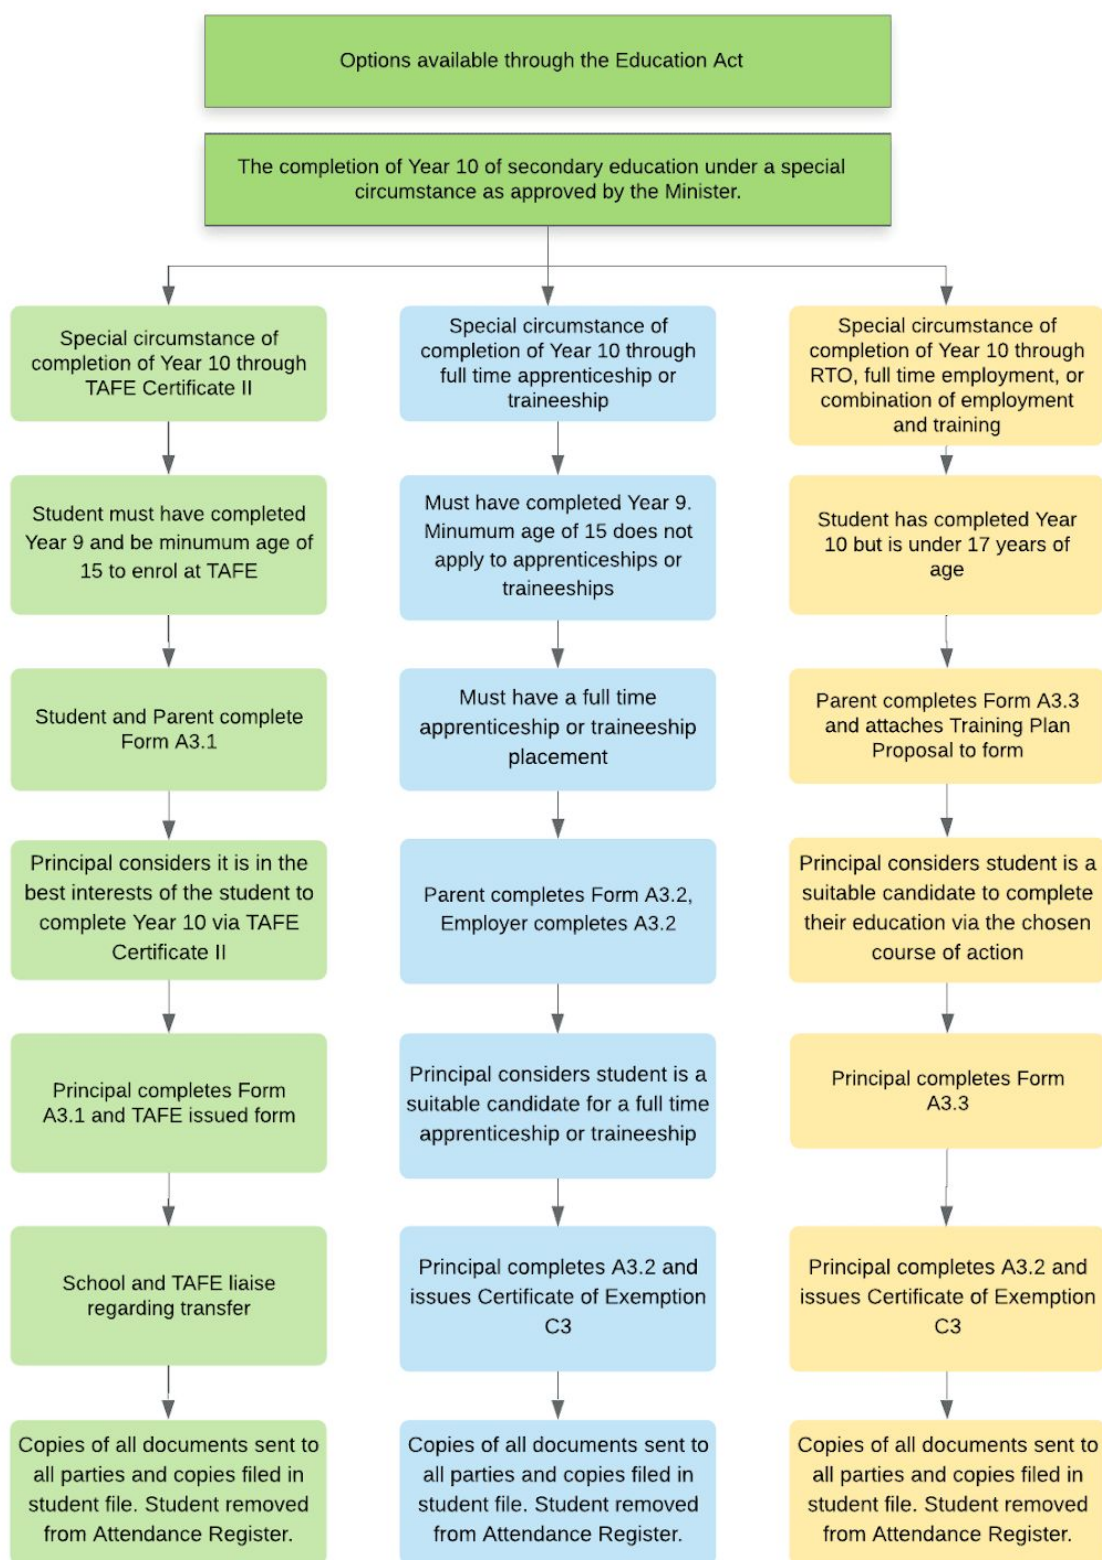 Options available through the Education Act
The completion of Year 10 of secondary education under a special
circumstance as approved by the Minister.
Special circumstance of
completion of Year 10 through
TAFE Certificate II
Student must have completed
Year 9 and be minumum age of
15 to enrol at TAFE
Student and Parent complete
Form A3.1
Principal considers it is in the
best interests of the student to
complete Year 10 via TAFE
Certificate II
Principal completes Form
A3.1 and TAFE issued form
School and TAFE liaise
regarding transfer
Copies of all documents sent to
all parties and copies filed in
student file. Student removed
from Attendance Register.
Special circumstance of
completion of Year 10 through
full time apprenticeship or
traineeship
Must have completed Year 9.
Minumum age of 15 does not
apply to apprenticeships or
traineeships
Must have a full time
apprenticeship or traineeship
placement
Parent completes Form A3.2,
Employer completes A3.2
Principal considers student is a
suitable candidate for a full time
apprenticeship or traineeship
Principal completes A3.2 and
issues Certificate of Exemption
C3
Copies of all documents sent to
all parties and copies filed in
student file. Student removed
from Attendance Register.
Special circumstance of
completion of Year 10 through
RTO, full time employment, or
combination of employment
and training
Student has completed Year
10 but is under 17 years of
age
Parent completes Form A3.3
and attaches Training Plan
Proposal to form
Principal considers student is a
suitable candidate to complete
their education via the chosen
course of action
Principal completes Form
A3.3
Principal completes A3.2 and
issues Certificate of Exemption
C3
Copies of all documents sent to
all parties and copies filed in
student file. Student removed
from Attendance Register.